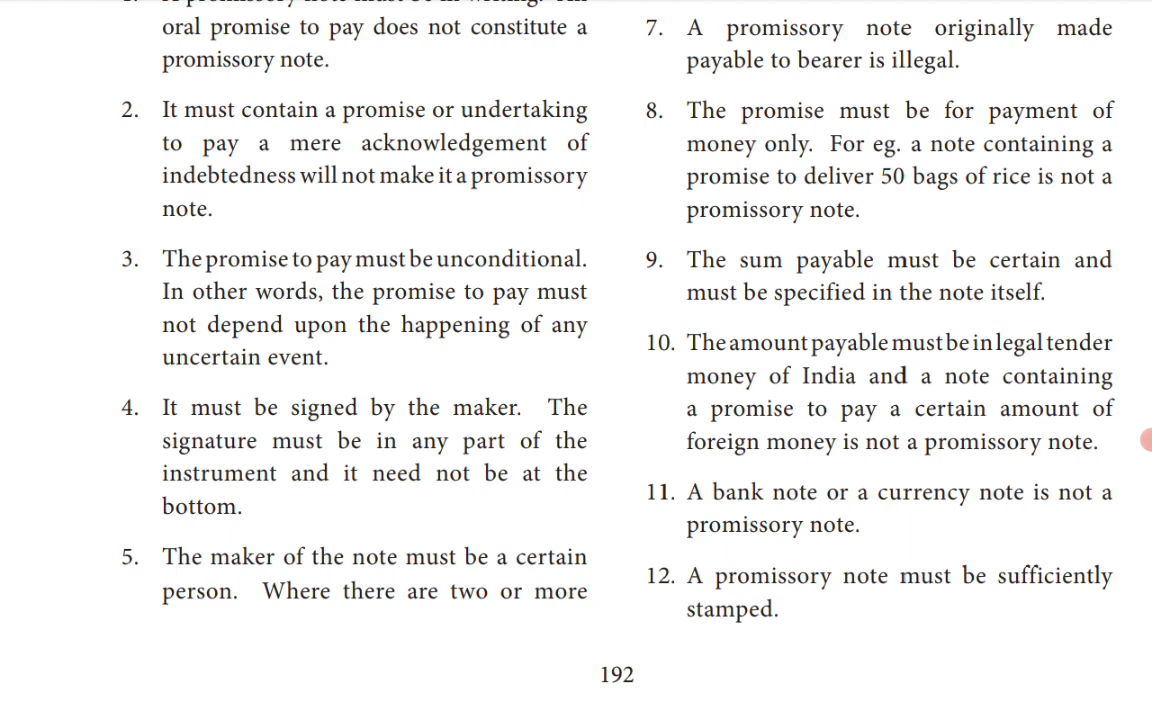 oral promise to pay does not constitute a
promissory note.
2. It must contain a promise or undertaking
to pay a mere acknowledgement of
indebtedness will not make it a promissory
note.
3. The promise to pay must be unconditional.
In other words, the promise to pay must
not depend upon the happening of any
uncertain event.
4. It must be signed by the maker. The
signature must be in any part of the
instrument and it need not be at the
bottom.
5. The maker of the note must be a certain
person. Where there are two or more
7. A promissory note originally made
payable to bearer is illegal.
8. The promise must be for payment of
money only. For eg. a note containing a
promise to deliver 50 bags of rice is not a
promissory note.
9. The sum payable must be certain and
must be specified in the note itself.
10. The amount payable must be in legal tender
money of India and a note containing
a promise to pay a certain amount of
foreign money is not a promissory note.
11. A bank note or a currency note is not a
promissory note.
12. A promissory note must be sufficiently
stamped.
192